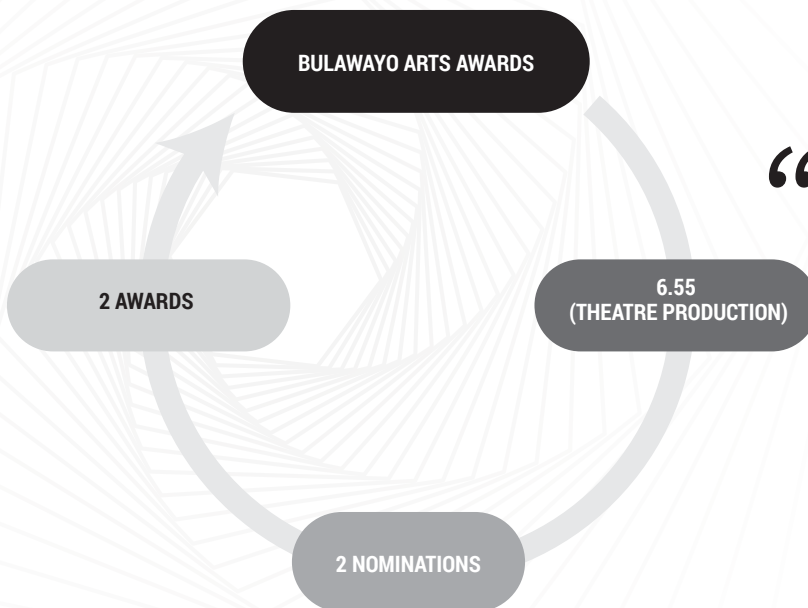 BULAWAYO ARTS AWARDS
“
6.55
(THEATRE PRODUCTION)
2 NOMINATIONS
2 AWARDS